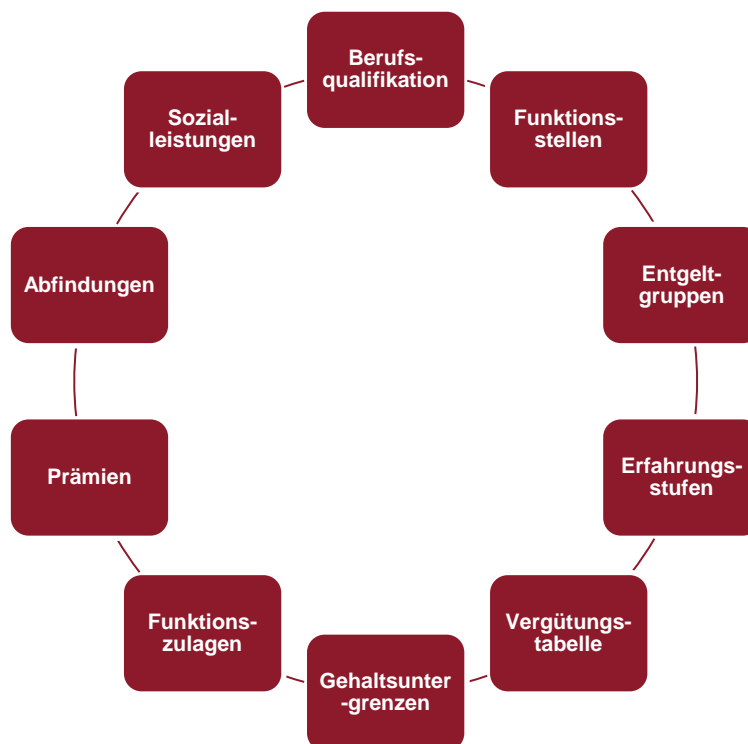 Berufs-
qualifikation
Funktions-
stellen
Entgelt-
gruppen
Erfahrungs-
stufen
Vergütungs-
tabelle
Gehaltsunter
-grenzen
Funktions-
zulagen
Prämien
Abfindungen
Sozial-
leistungen